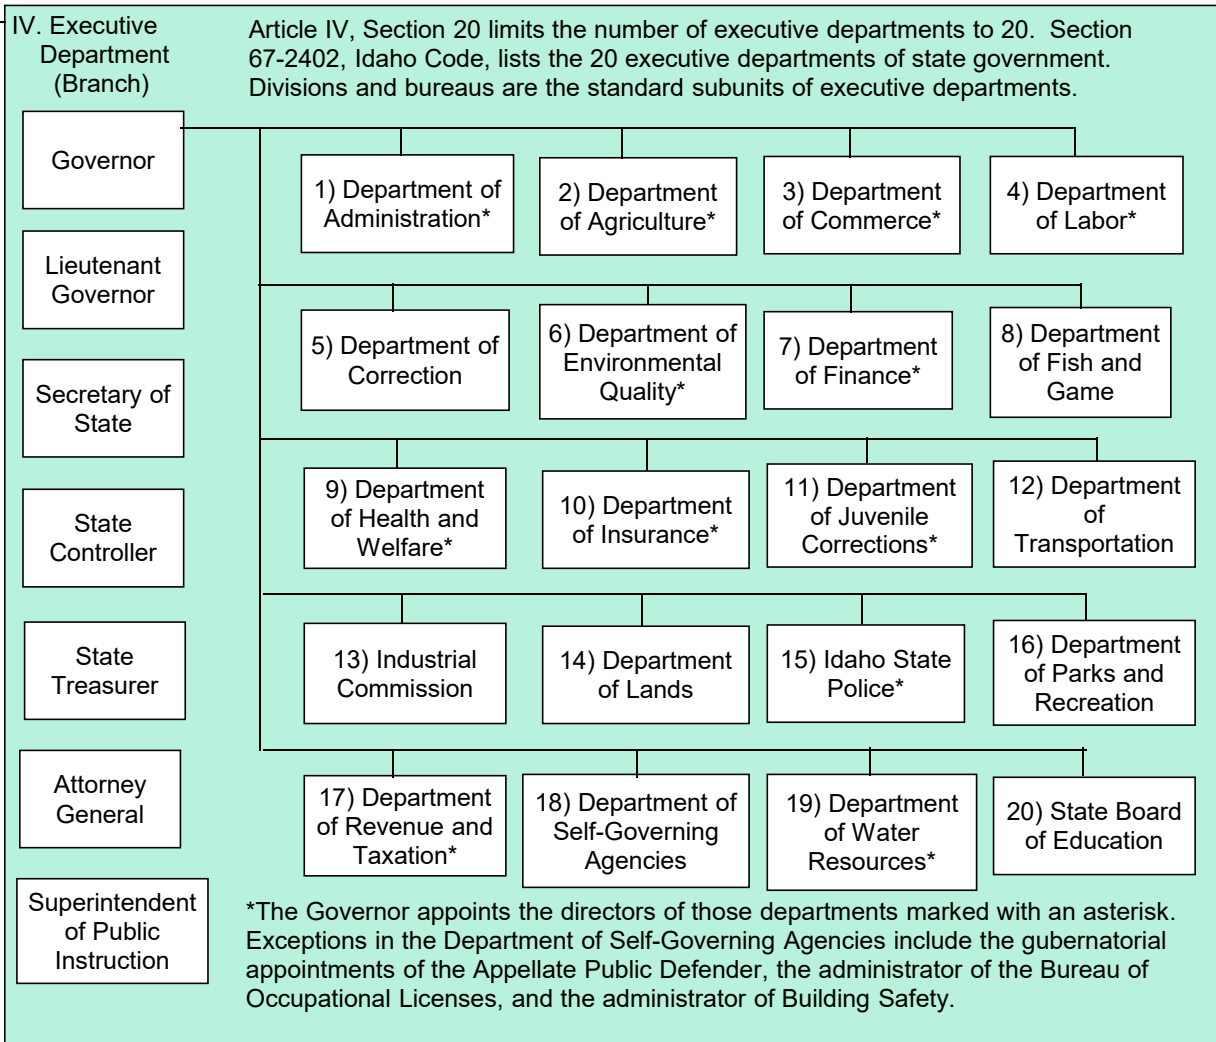 IV. Executive
Department
(Branch)
Article IV, Section 20 limits the number of executive departments to 20.  Section
67-2402, Idaho Code, lists the 20 executive departments of state government.
Divisions and bureaus are the standard subunits of executive departments.
Governor
1) Department of
Administration*
2) Department
of Agriculture*
3) Department
of Commerce*
4) Department
of Labor*
Lieutenant
Governor
5) Department of
Correction
6) Department of
Environmental
Quality*
7) Department
of Finance*
8) Department
of Fish and
Game
Secretary of
State
9) Department
of Health and
Welfare*
10) Department
of Insurance*
11) Department
of Juvenile
Corrections*
12) Department
of
Transportation
State
Controller
13) Industrial
Commission
14) Department
of Lands
15) Idaho State
Police*
16) Department
of Parks and
Recreation
State
Treasurer
17) Department
of Revenue and
Taxation*
18) Department of
Self-Governing
Agencies
19) Department
of Water
Resources*
20) State Board
of Education
Attorney
General
Superintendent
of Public
Instruction
*The Governor appoints the directors of those departments marked with an asterisk.
Exceptions in the Department of Self-Governing Agencies include the gubernatorial
appointments of the Appellate Public Defender, the administrator of the Bureau of
Occupational Licenses, and the administrator of Building Safety.